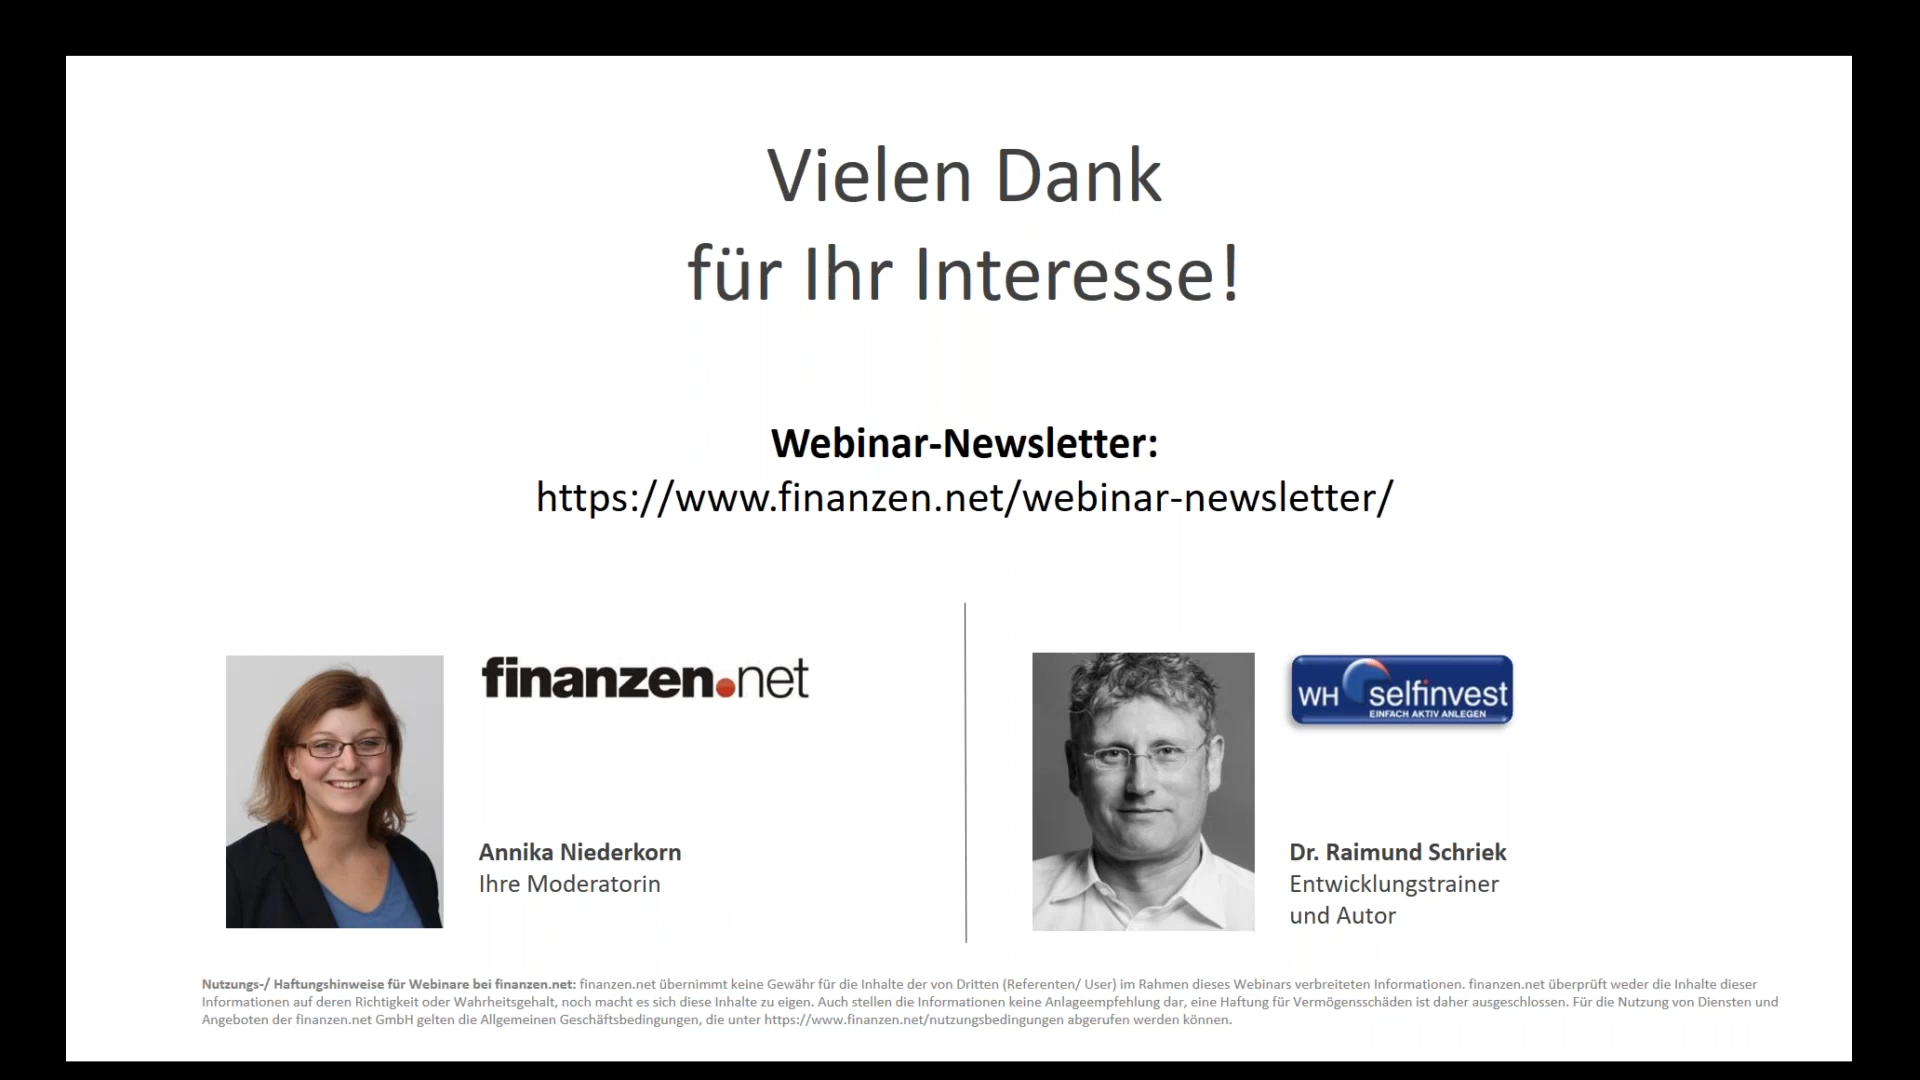 Vielen Dank
für Ihr Interesse!
Webinar-Newsletter:
https://www.finanzen.net/webinar-newsletter/
finanzen.net
Annika Niederkorn
Ihre Moderatorin
WH selfinvest
EINFACH AKTIV ANLEGEN
Dr. Raimund Schriek
Entwicklungstrainer
und Autor
Nutzungs-/ Haftungshinweise für Webinare bei finanzen.net: finanzen.net übernimmt keine Gewähr für die Inhalte der von Dritten (Referenten/ User) im Rahmen dieses Webinars verbreiteten Informationen. finanzen.net überprüft weder die Inhalte dieser
Informationen auf deren Richtigkeit oder Wahrheitsgehalt, noch macht es sich diese Inhalte zu eigen. Auch stellen die Informationen keine Anlageempfehlung dar, eine Haftung für Vermögensschäden ist daher ausgeschlossen. Für die Nutzung von Diensten und
Angeboten der finanzen.net GmbH gelten die Allgemeinen Geschäftsbedingungen, die unter https://www.finanzen.net/nutzungsbedingungen abgerufen werden können.